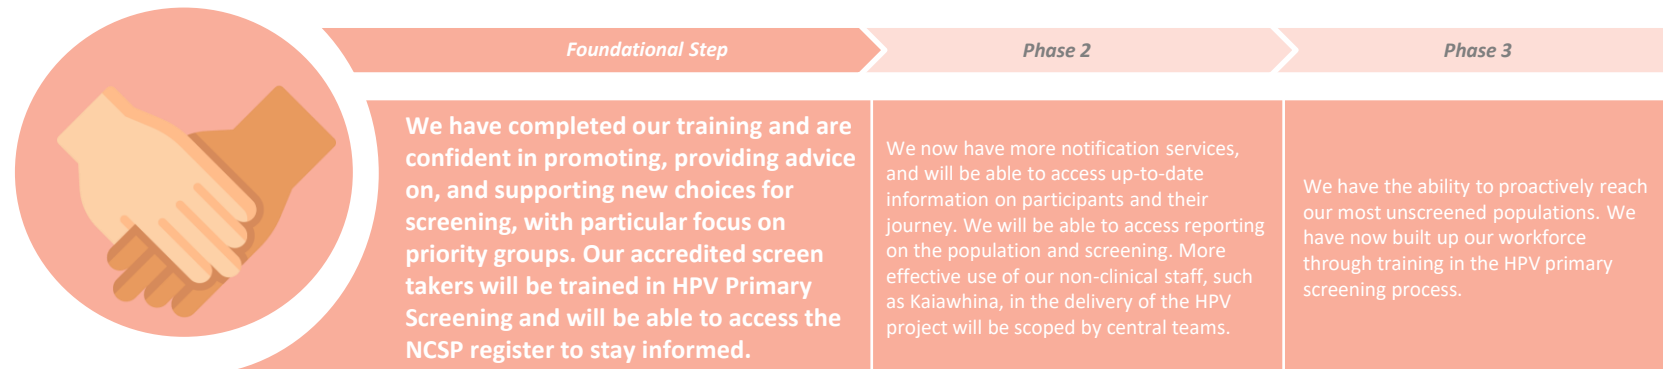 Foundational Step
Phase 2
Phase 3
We have completed our training and are
confident in promoting, providing advice
on, and supporting new choices for
screening, with particular focus on
priority groups. Our accredited screen
takers will be trained in HPV Primary
Screening and will be able to access the
NCSP register to stay informed.
We now have more notification services,
and will be able to access up-to-date
information on participants and their
journey. We will be able to access reporting
on the population and screening. More
effective use of our non-clinical staff, such
as Kaiawhina, in the delivery of the HPV
project will be scoped by central teams.
We have the ability to proactively reach
our most unscreened populations. We
have now built up our workforce
through training in the HPV primary
screening process.